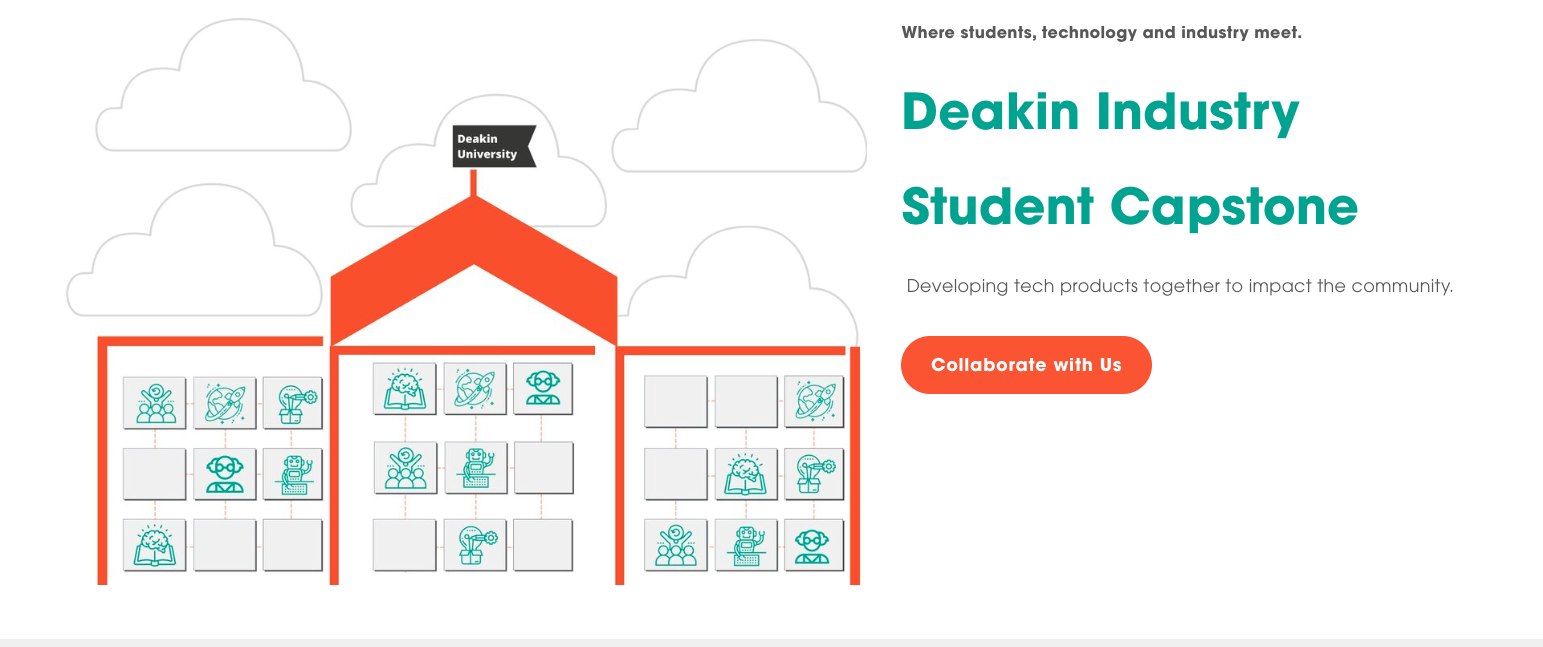 Where students, technology and industry meet.
Deakin Industry
Student Capstone
Developing tech products together to impact the community.
Collaborate with Us
Deakin
University